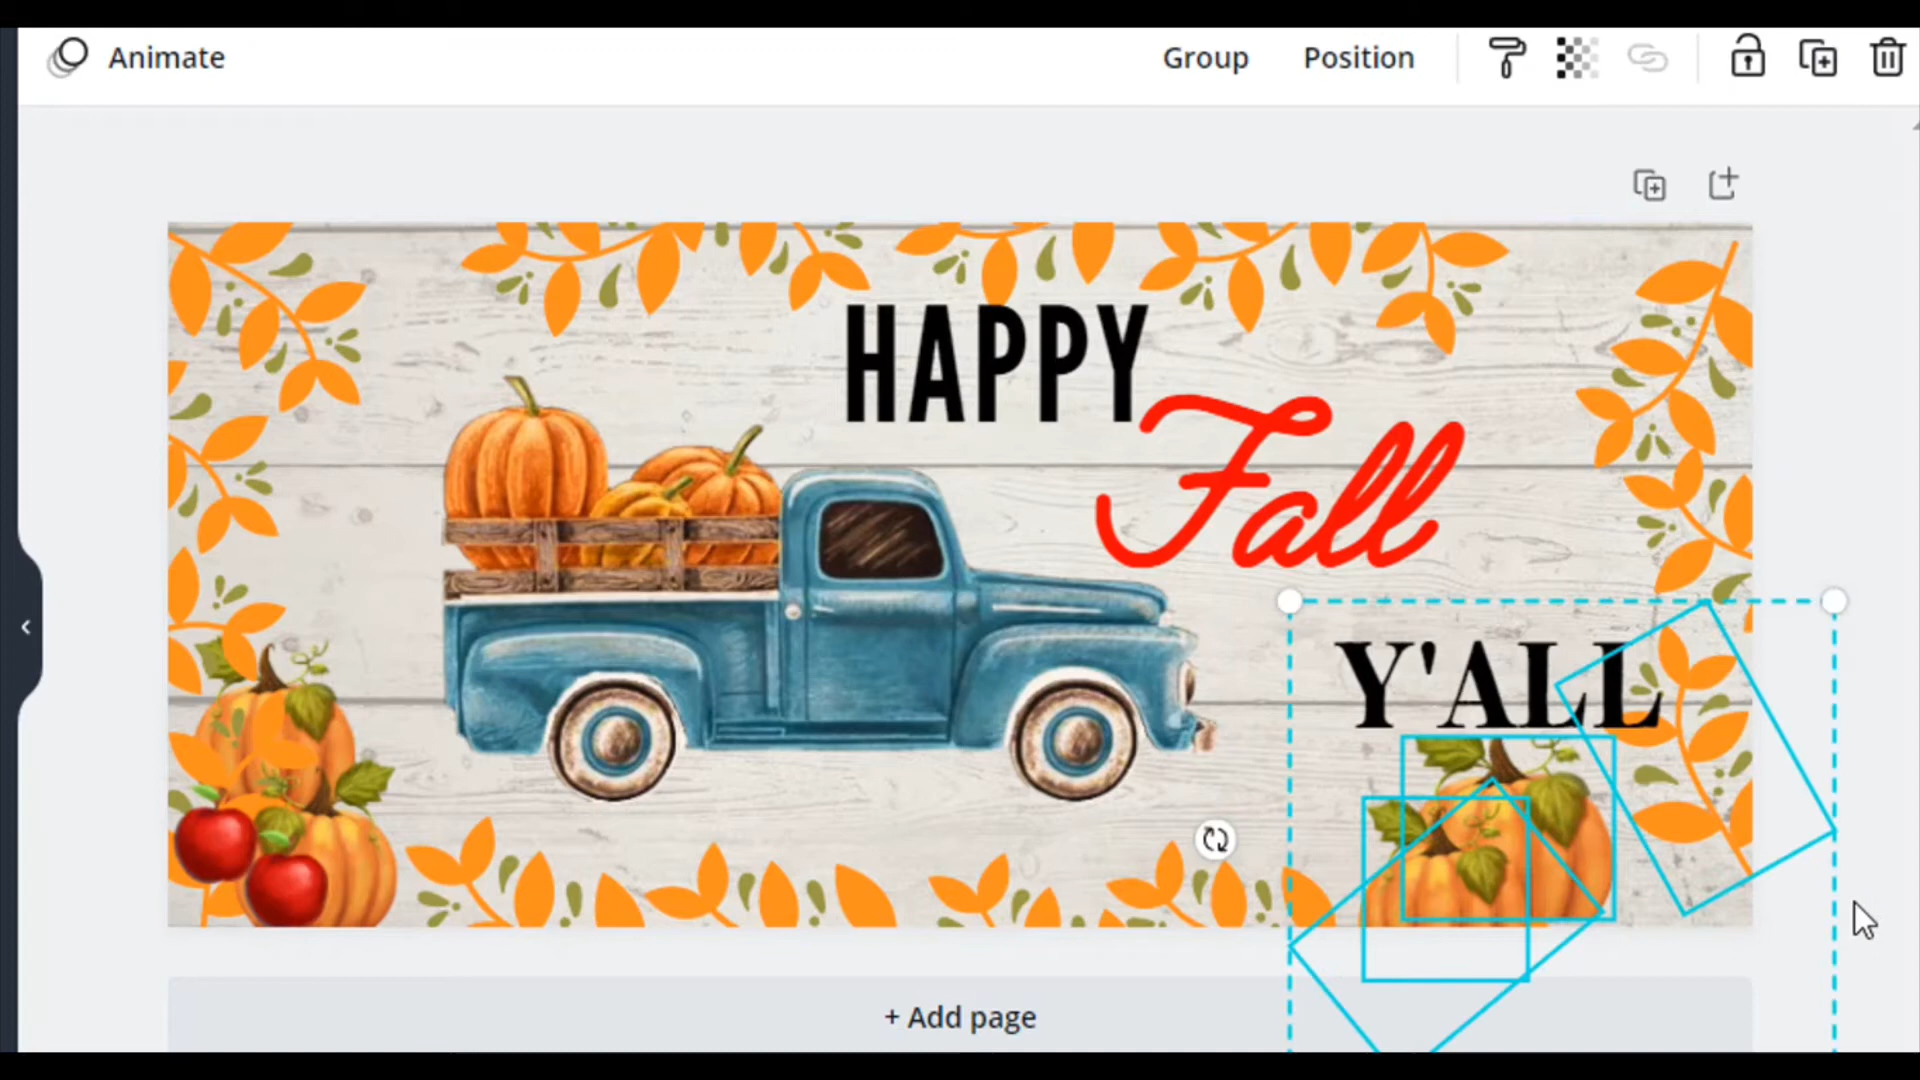 Animate
Group
Position
HAPPY
Fall
Y'ALL
+ Add page